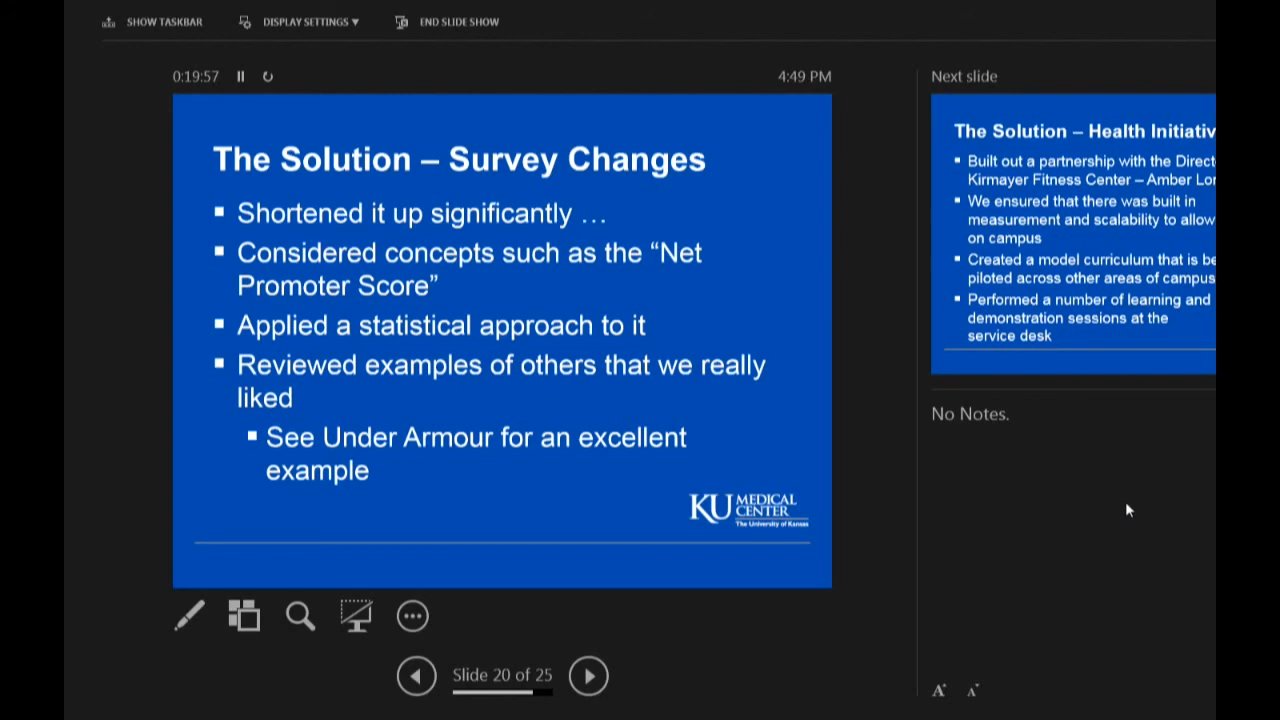 SHOW TASKBAR
DISPLAY SETTINGS ▼
END SLIDE SHOW
0:19:57
4:49 PM
The Solution – Survey Changes
▪ Shortened it up significantly …
▪ Considered concepts such as the “Net
Promoter Score”
▪ Applied a statistical approach to it
▪ Reviewed examples of others that we really
liked
▪ See Under Armour for an excellent
example
KU MEDICAL
CENTER
The University of Kansas
Slide 20 of 25
Next slide
The Solution – Health Initiativ
▪ Built out a partnership with the Direct
Kirmayer Fitness Center – Amber Lo
▪ We ensured that there was built in
measurement and scalability to allow
on campus
▪ Created a model curriculum that is be
piloted across other areas of campus
▪ Performed a number of learning and
demonstration sessions at the
service desk
No Notes.
A A